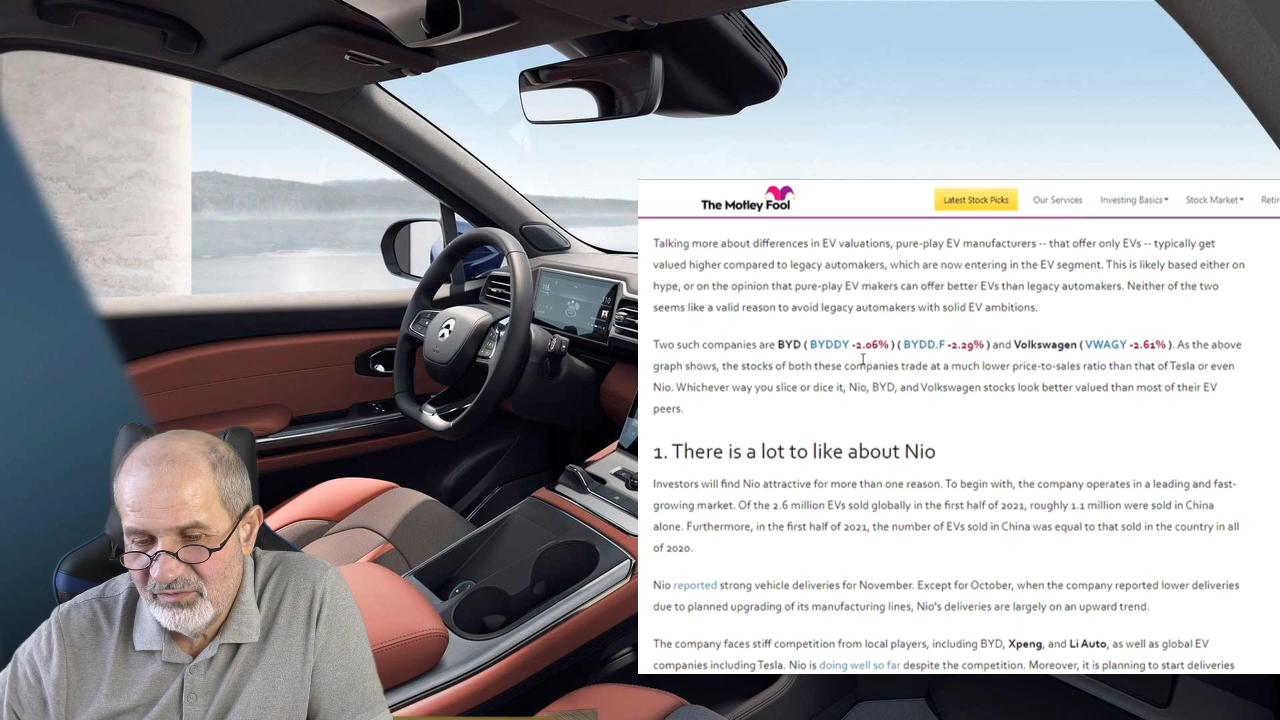 The Motley Fool
Latest Stock Picks Our Services Investing Basics Stock Market
Talking more about differences in EV valuations, pure-play EV manufacturers -- that offer only EVs -- typically get
valued higher compared to legacy automakers, which are now entering in the EV segment. This is likely based either on
hype, or on the opinion that pure-play EV makers can offer better EVs than legacy automakers. Neither of the two
seems like a valid reason to avoid legacy automakers with solid EV ambitions.
Two such companies are BYD ( BYDDY -2.06% ) ( BYDD.F -2.29% ) and Volkswagen ( VWAGY -2.61% ). As the above
graph shows, the stocks of both these companies trade at a much lower price-to-sales ratio than that of Tesla or even
Nio. Whichever way you slice or dice it, Nio, BYD, and Volkswagen stocks look better valued than most of their EV
peers.
1. There is a lot to like about Nio
Investors will find Nio attractive for more than one reason. To begin with, the company operates in a leading and fast-
growing market. Of the 2.6 million EVs sold globally in the first half of 2021, roughly 1.1 million were sold in China
alone. Furthermore, in the first half of 2021, the number of EVs sold in China was equal to that sold in the country in all
of 2020.
Nio reported strong vehicle deliveries for November. Except for October, when the company reported lower deliveries
due to planned upgrading of its manufacturing lines, Nio's deliveries are largely on an upward trend.
The company faces stiff competition from local players, including BYD, Xpeng, and Li Auto, as well as global EV
companies including Tesla. Nio is doing well so far despite the competition. Moreover, it is planning to start deliveries